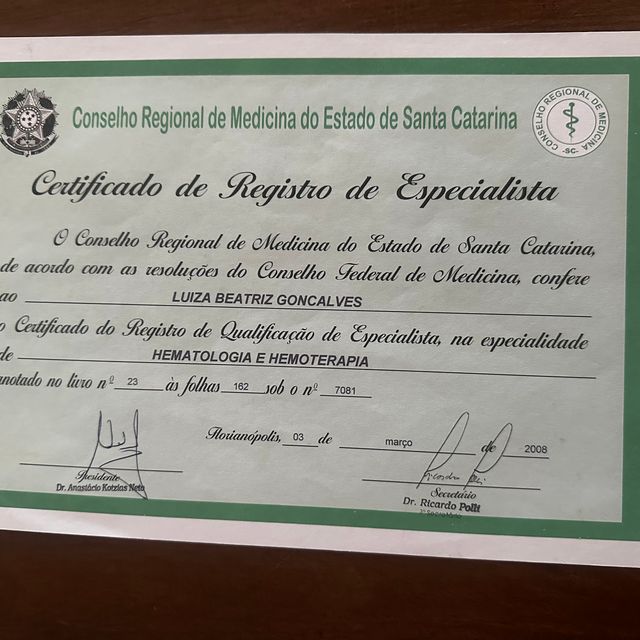 Conselho Regional de Medicina do Estado de Santa Catarina
CONSELHO REGIONAL DE MEDICINA
-SC-
Certificado de Registro de Especialista
O Conselho Regional de Medicina do Estado de Santa Catarina,
de acordo com as resoluções do Conselho Federal de Medicina, confere
ao LUIZA BEATRIZ GONCALVES
o Certificado do Registro de Qualificação de Especialista, na especialidade
de HEMATOLOGIA E HEMOTERAPIA
anotado no livro nº 23 às folhas 162 sob o nº 7081
Florianópolis, 03 de março de 2008
Presidente
Dr. Anastácio Kotzias Neto
Secretário
Dr. Ricardo Polli
1º Secretário